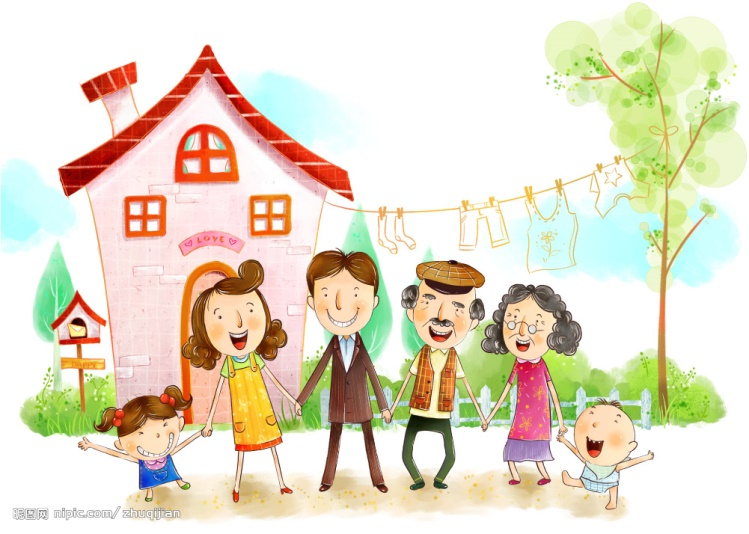 ♡ LOVE ♡
昵图网 nipic.com/zhuqijian